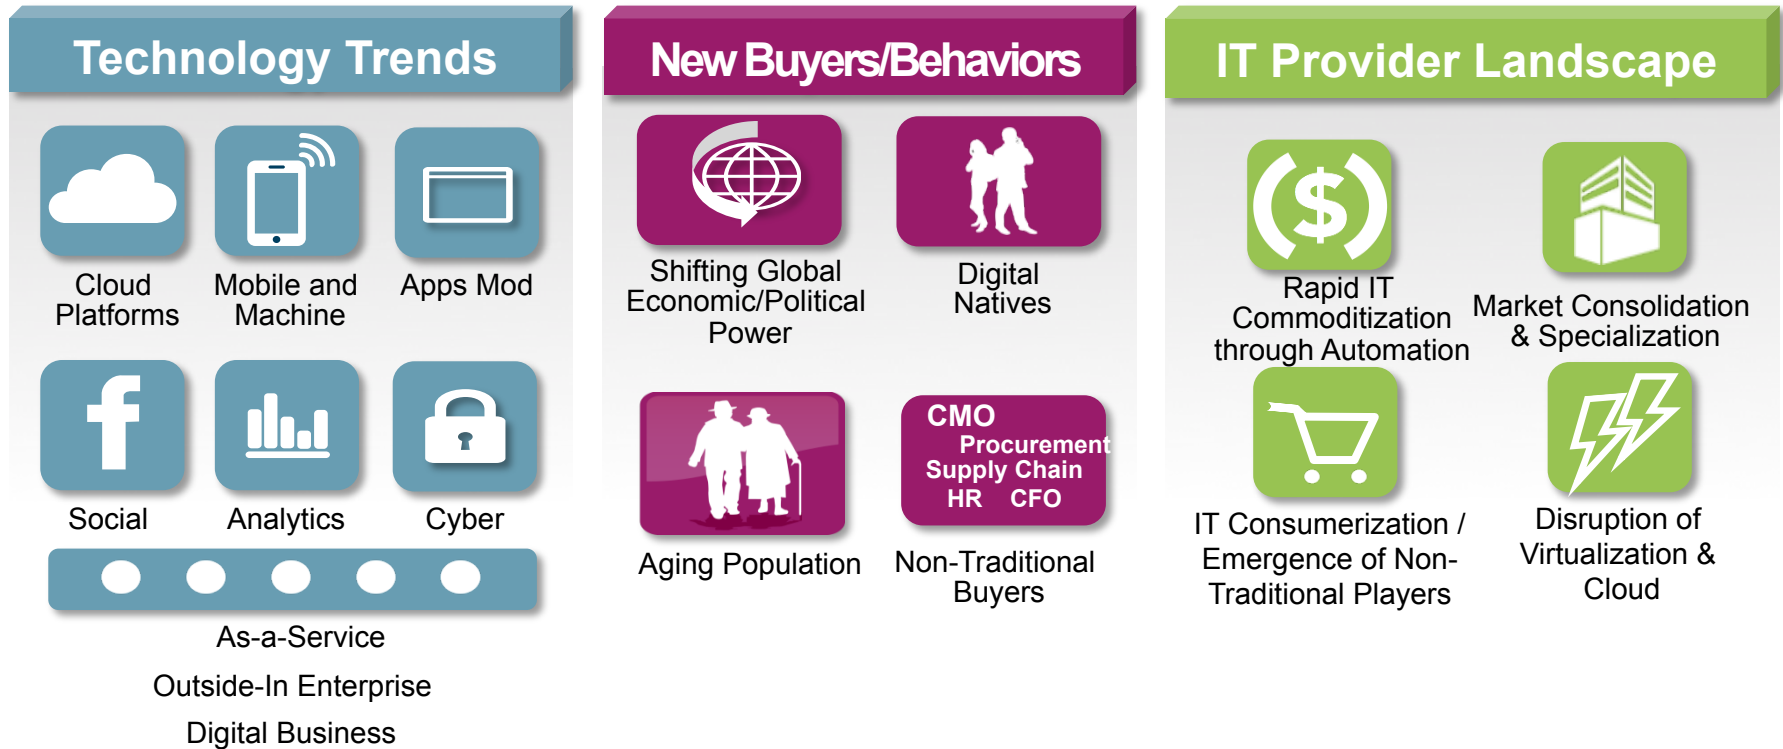 Technology Trends
Cloud
Platforms
Mobile and
Machine
Apps Mod
Social
Analytics
Cyber
As-a-Service
Outside-In Enterprise
Digital Business
New Buyers/Behaviors
Shifting Global
Economic/Political
Power
Digital
Natives
Aging Population
CMO
Procurement
Supply Chain
HR CFO
Non-Traditional
Buyers
IT Provider Landscape
$
Rapid IT
Commoditization
through Automation
Market Consolidation
& Specialization
IT Consumerization /
Emergence of Non-
Traditional Players
Disruption of
Virtualization &
Cloud